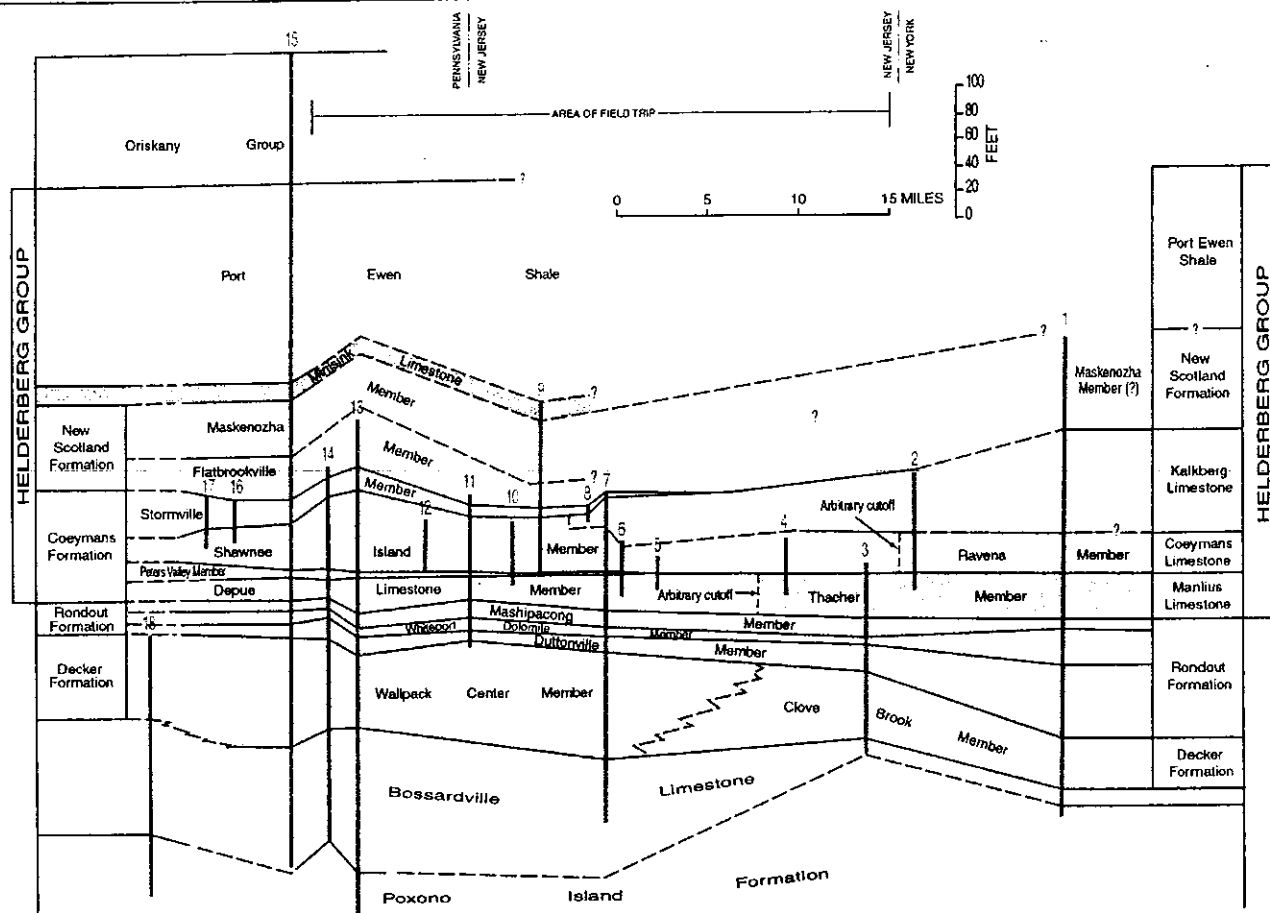 PENNSYLVANIA
NEW JERSEY
NEW JERSEY
NEW YORK
15
AREA OF FIELD TRIP
100
80
60
40
20
0
FEET
0 5 10 15 MILES
Oriskany Group
?
HELDERBERG GROUP
Port Ewen Shale
Port Ewen
Shale
HELDERBERG GROUP
Minisink Limestone
?
?
1
?
New
Scotland
Formation
Maskenozha
Member (?)
9
?
?
Member
Maskenozha
13
New
Scotland
Formation
Member
Flatbrookville
14
Member
?
7
2
Kalkberg
Limestone
17
16
11
10
8
12
Arbitrary cutoff
Stormville
6
5
4
3
?
Coeymans
Formation
Shawnee
Island
Member
Ravena
Member
Coeymans
Limestone
Peters Valley Member
Depue
Limestone
Member
Arbitrary cutoff
Thacher
Member
Manlius
Limestone
Rondout
Formation
18
Mashipacong
Member
Whiteport
Dolomite
Member
Duttonville
Member
Decker
Formation
Wallpack Center Member
Clove Brook Member
Rondout
Formation
Decker
Formation
Bossardville Limestone
Poxono Island Formation